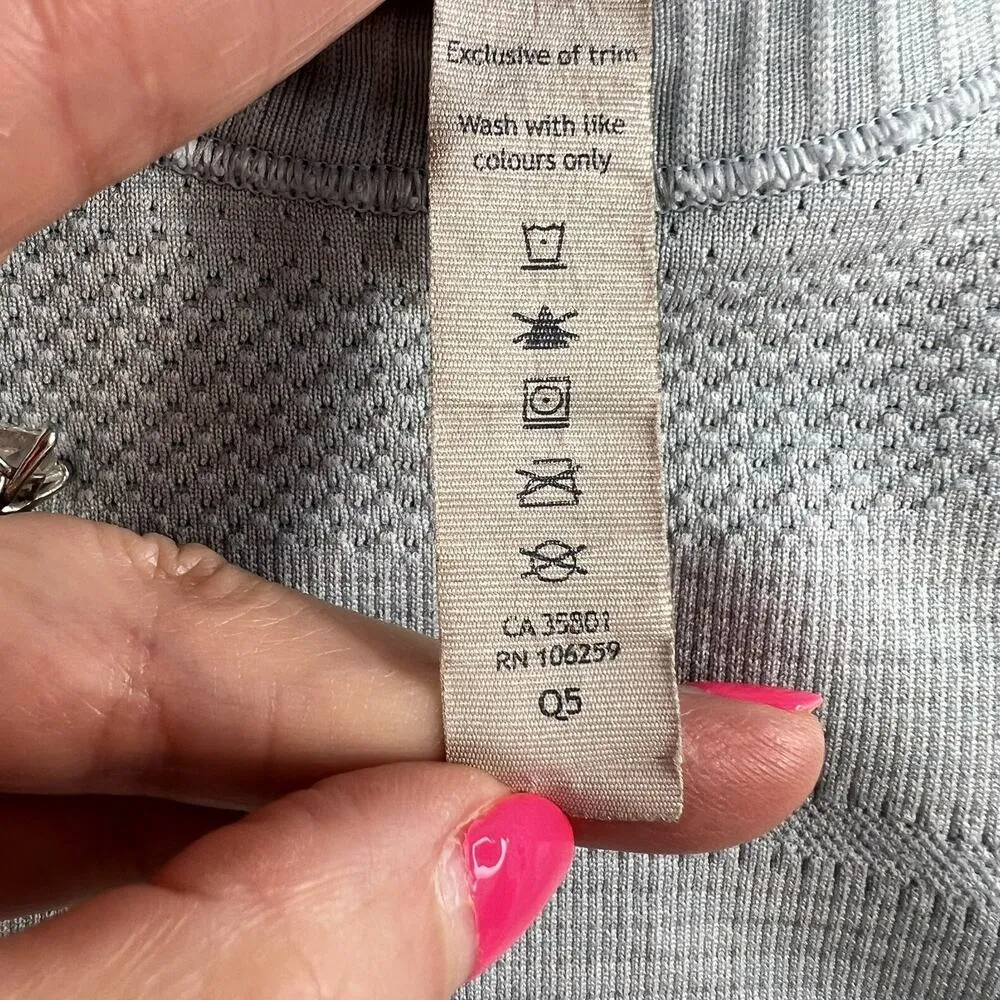 Exclusive of trim
Wash with like
colours only
CA 35801
RN 106259
Q5